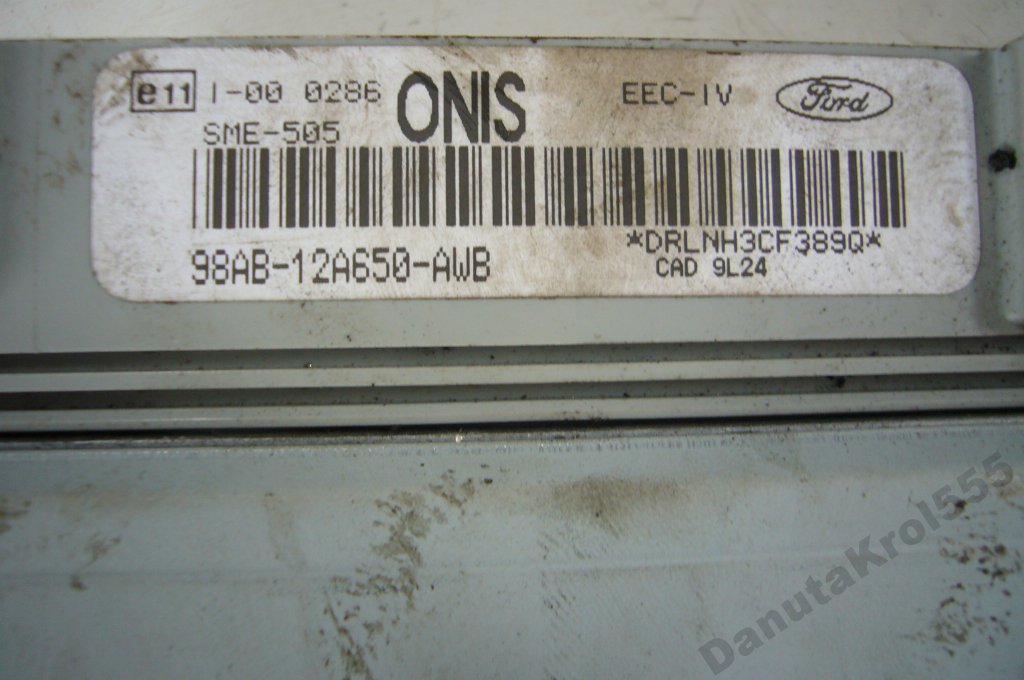 e11 I-00 0286 ONIS EEC-IV Ford
SME-505
*DRLNH3CF389Q*
98AB-12A650-AWB
CAD 9L24
DanutaKrol555